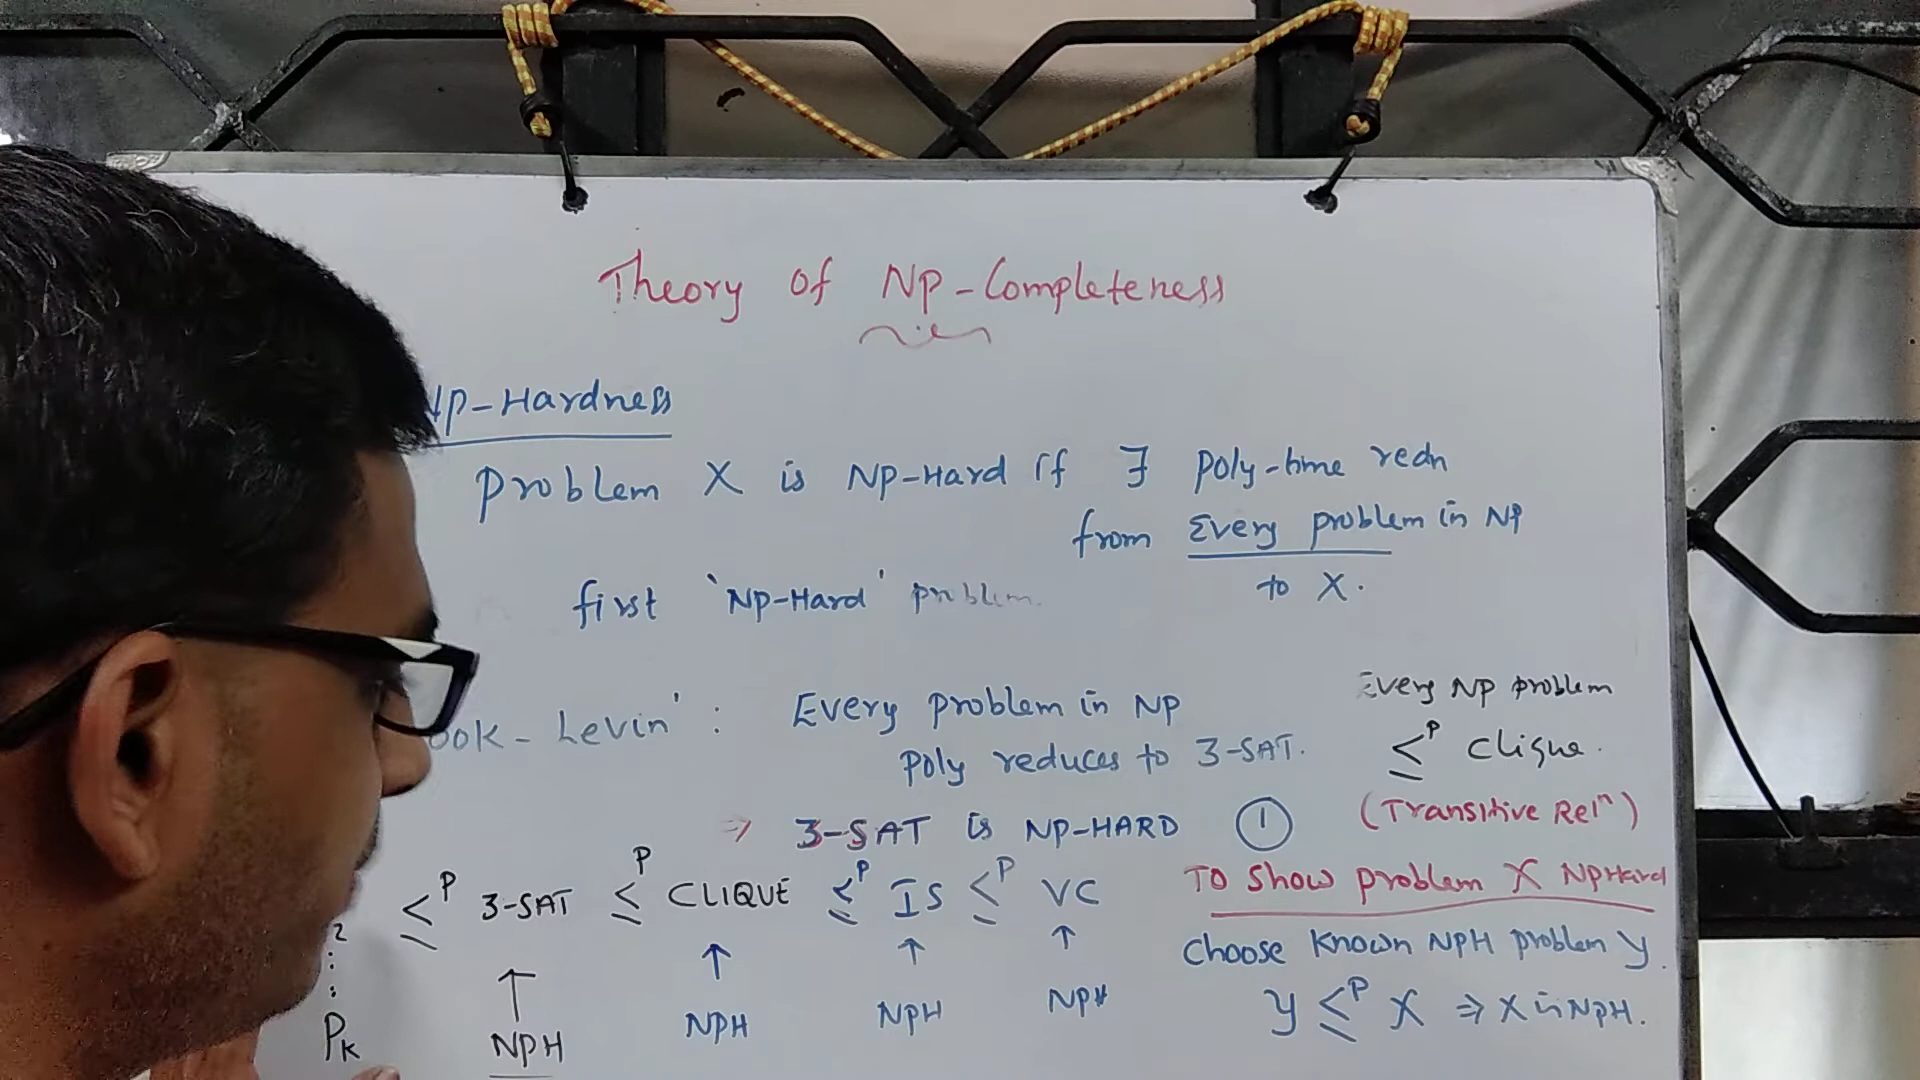 Theory of NP-Completeness
NP-Hardness
Problem X is NP-Hard if ∃ poly-time redn
from Every problem in NP
to X.
first 'NP-Hard' problem.
Every NP problem
≤ᴾ Clique.
(Transitive Relⁿ)
ook-Levin' : Every problem in NP
Poly reduces to 3-SAT.
⇒ 3-SAT is NP-HARD ①
≤ᴾ 3-SAT ≤ᴾ CLIQUE ≤ᴾ IS ≤ᴾ VC
2
:
:
Pₖ
↑ ↑ ↑ ↑
NPH NPH NPH NPH
To Show problem X NPHard
Choose Known NPH problem Y.
Y ≤ᴾ X ⇒ X is NPH.